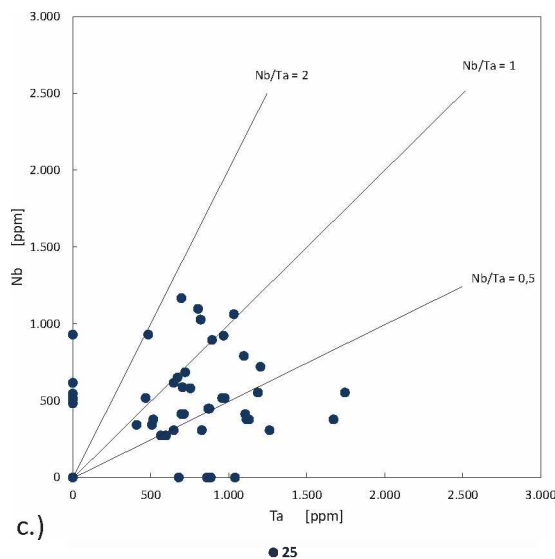 3.000
2.500
2.000
1.500
1.000
500
0
Nb [ppm]
Nb/Ta = 2
Nb/Ta = 1
Nb/Ta = 0,5
0
500
1.000
1.500
2.000
2.500
3.000
Ta [ppm]
c.)
25